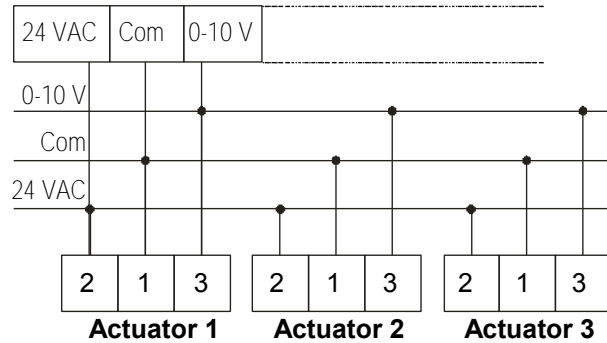 24 VAC Com 0-10 V
0-10 V
Com
24 VAC
2 1 3 2 1 3 2 1 3
Actuator 1 Actuator 2 Actuator 3